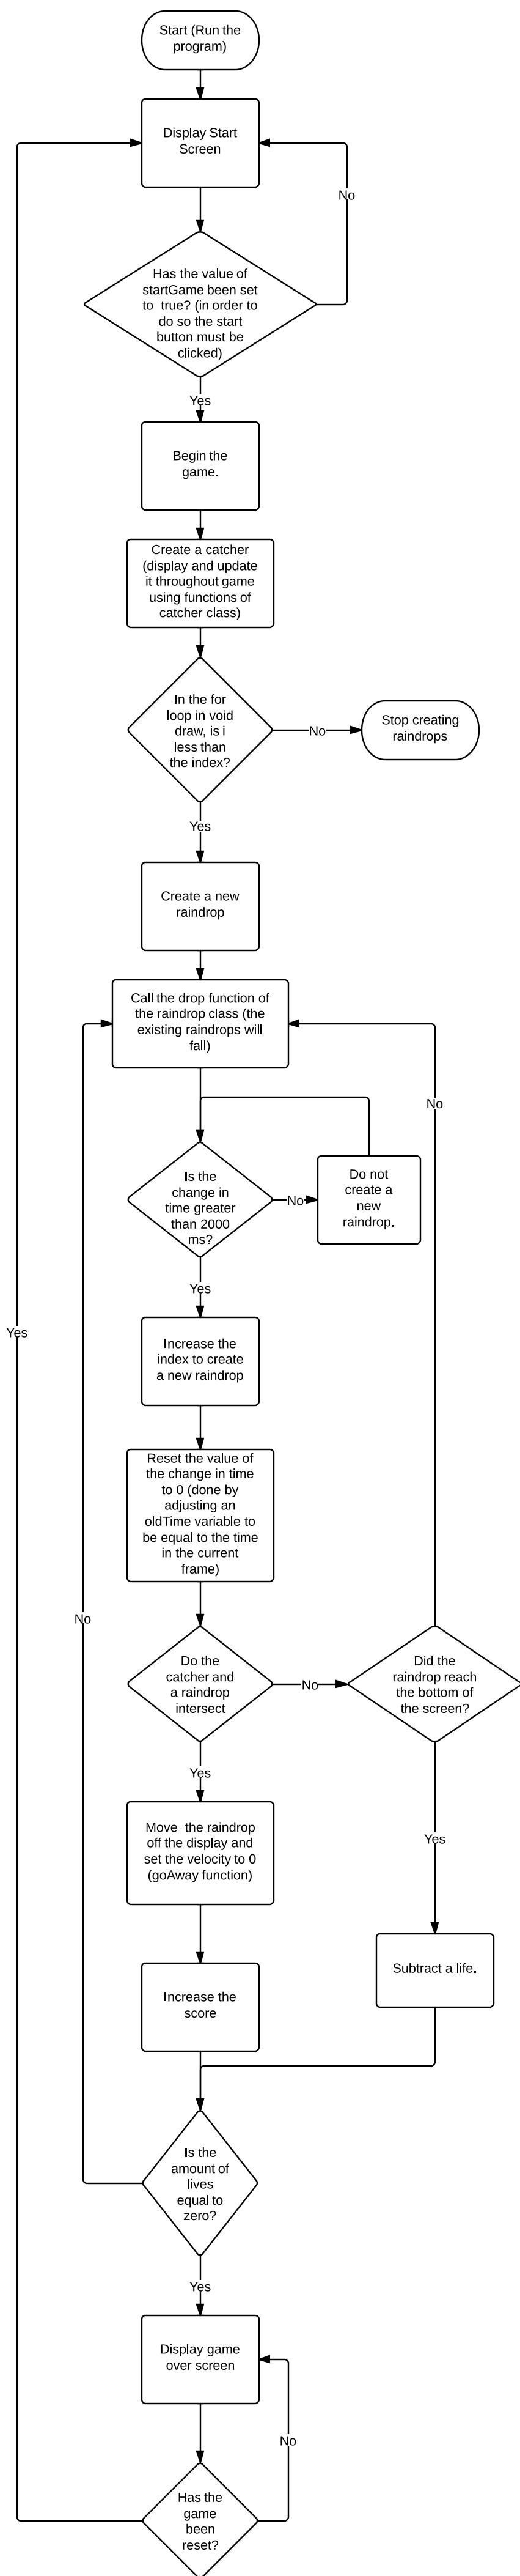 Start (Run the
program)
Display Start
Screen
No
Has the value of
startGame been set
to true? (in order to
do so the start
button must be
clicked)
Yes
Begin the
game.
Create a catcher
(display and update
it throughout game
using functions of
catcher class)
In the for
loop in void
draw, is i
less than
the index?
No
Stop creating
raindrops
Yes
Create a new
raindrop
Call the drop function of
the raindrop class (the
existing raindrops will
fall)
No
Is the
change in
time greater
than 2000
ms?
No
Do not
create a
new
raindrop.
Yes
Yes
Increase the
index to create
a new raindrop
Reset the value of
the change in time
to 0 (done by
adjusting an
oldTime variable to
be equal to the time
in the current
frame)
No
Do the
catcher and
a raindrop
intersect
No
Did the
raindrop reach
the bottom of
the screen?
Yes
Move the raindrop
off the display and
set the velocity to 0
(goAway function)
Yes
Subtract a life.
Increase the
score
Is the
amount of
lives
equal to
zero?
Yes
Display game
over screen
No
Has the
game
been
reset?